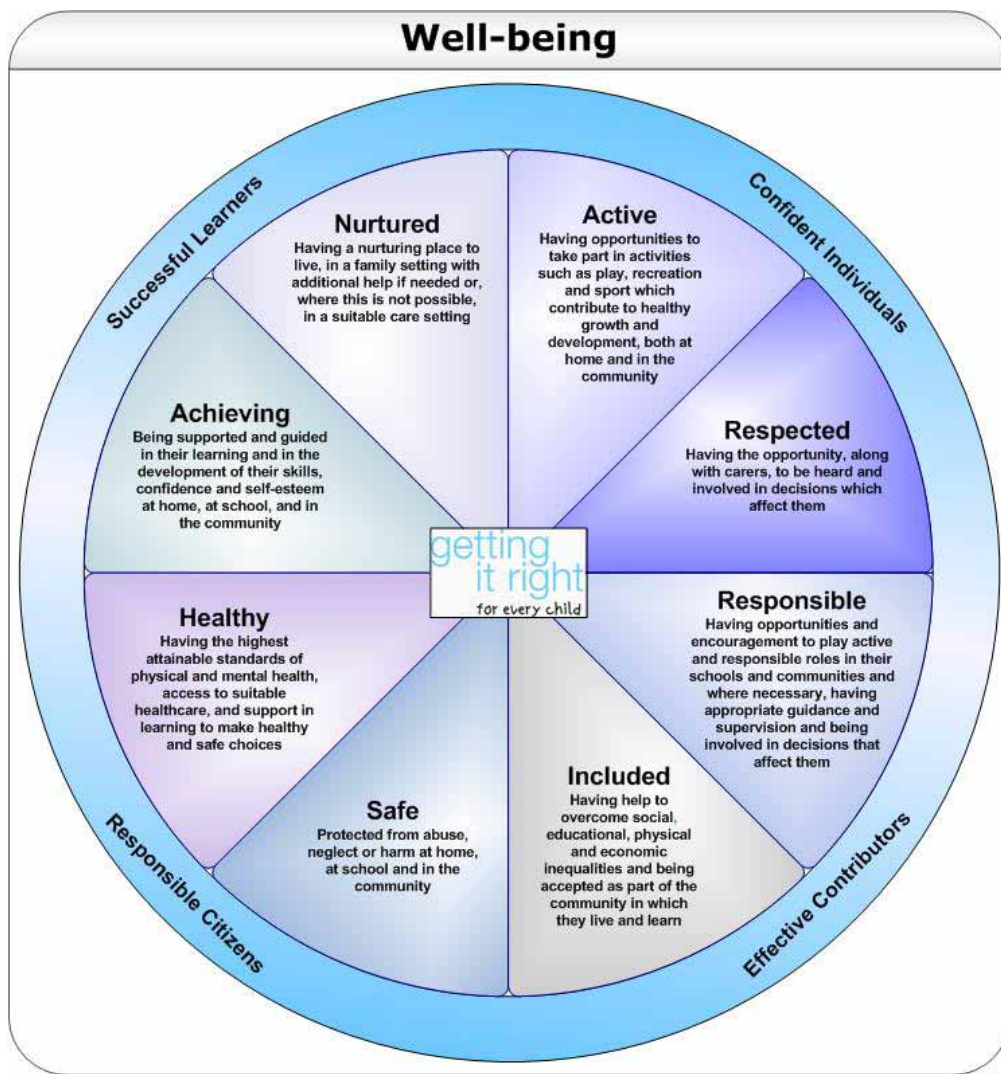 Well-being
Successful Learners
Confident Individuals
Nurtured
Having a nurturing place to
live, in a family setting with
additional help if needed or,
where this is not possible,
in a suitable care setting
Active
Having opportunities to
take part in activities
such as play, recreation
and sport which
contribute to healthy
growth and
development, both at
home and in the
community
Achieving
Being supported and guided
in their learning and in the
development of their skills,
confidence and self-esteem
at home, at school, and in
the community
Respected
Having the opportunity, along
with carers, to be heard and
involved in decisions which
affect them
getting
it right
for every child
Healthy
Having the highest
attainable standards of
physical and mental health,
access to suitable
healthcare, and support in
learning to make healthy
and safe choices
Responsible
Having opportunities and
encouragement to play active
and responsible roles in their
schools and communities and
where necessary, having
appropriate guidance and
supervision and being
involved in decisions that
affect them
Safe
Protected from abuse,
neglect or harm at home,
at school and in the
community
Included
Having help to
overcome social,
educational, physical
and economic
inequalities and being
accepted as part of the
community in which
they live and learn
Responsible Citizens
Effective Contributors